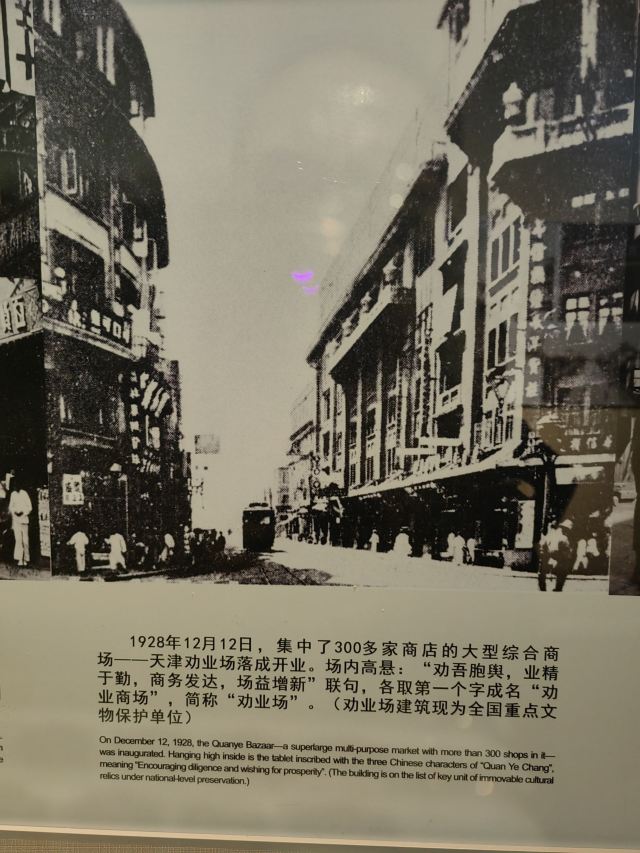 1928年12月12日，集中了300多家商店的大型综合商
场——天津劝业场落成开业。场内高悬：“劝吾胞舆，业精
于勤，商务发达，场益增新”联句，各取第一个字成名“劝
业商场”，简称“劝业场”。（劝业场建筑现为全国重点文
物保护单位）
On December 12, 1928, the Quanye Bazaar—a superlarge multi-purpose market with more than 300 shops in it—
was inaugurated. Hanging high inside is the tablet inscribed with the three Chinese characters of "Quan Ye Chang",
meaning "Encouraging diligence and wishing for prosperity". (The building is on the list of key unit of immovable cultural
relics under national-level preservation.)